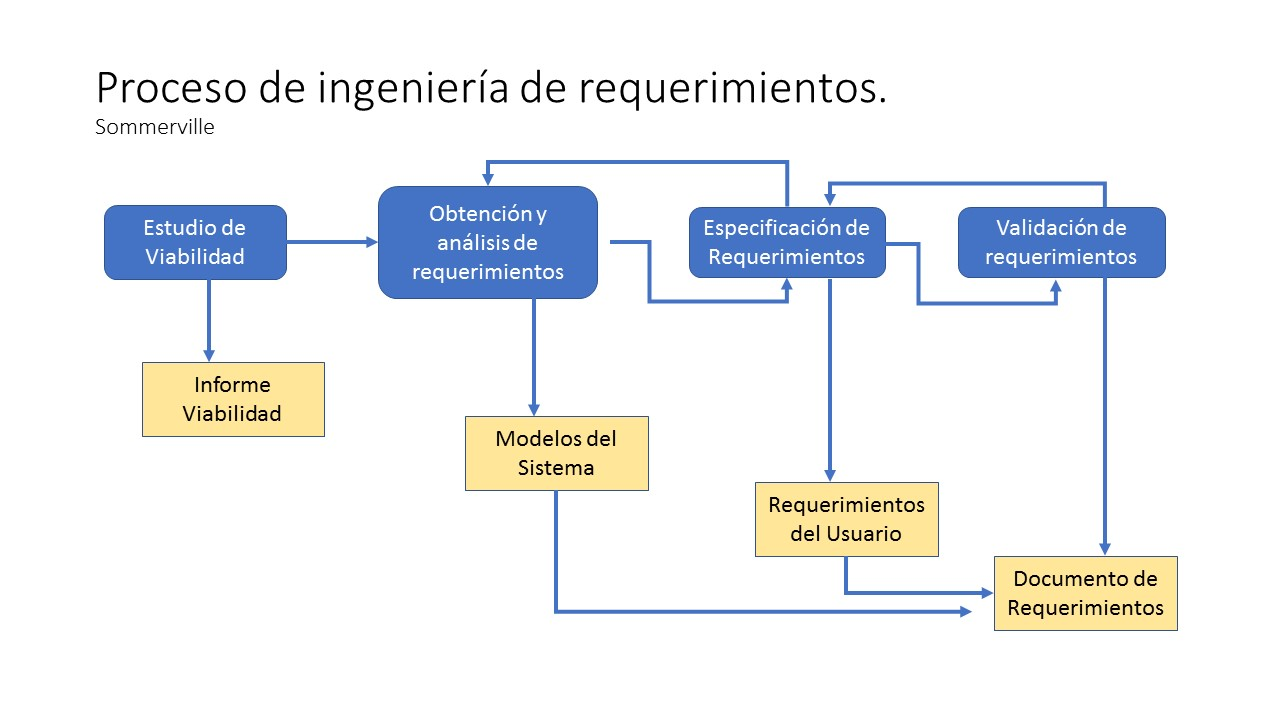 Proceso de ingeniería de requerimientos.
Sommerville
Estudio de
Viabilidad
Obtención y
análisis de
requerimientos
Especificación de
Requerimientos
Validación de
requerimientos
Informe
Viabilidad
Modelos del
Sistema
Requerimientos
del Usuario
Documento de
Requerimientos